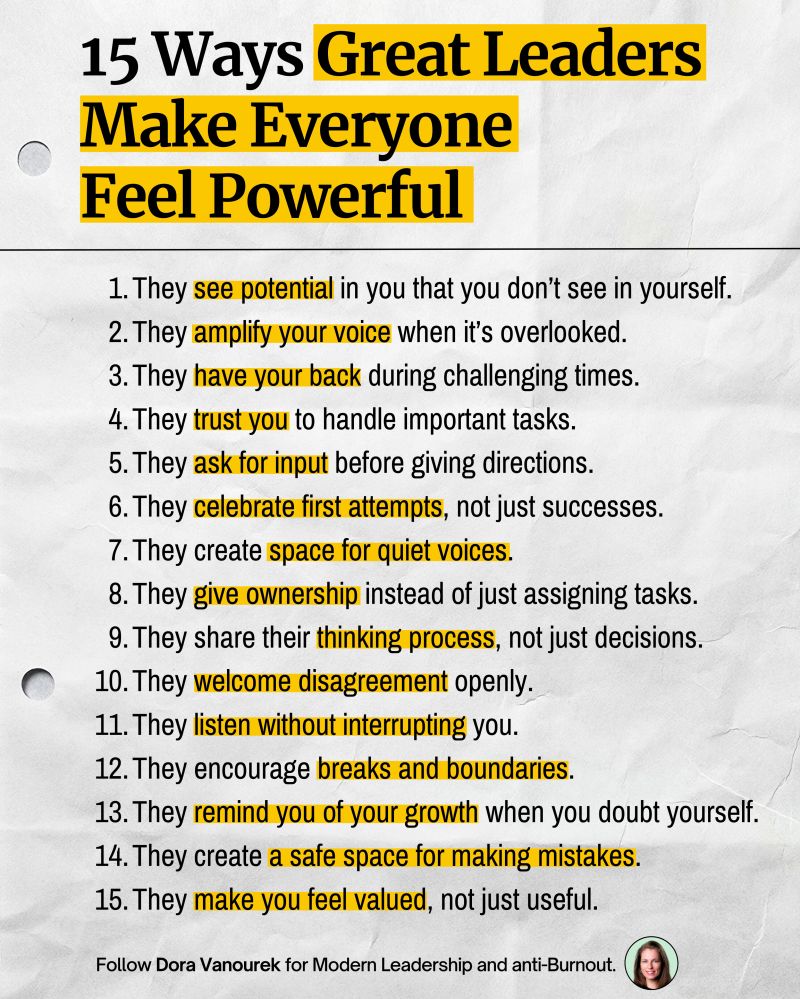 15 Ways Great Leaders
Make Everyone
Feel Powerful
1. They see potential in you that you don’t see in yourself.
2. They amplify your voice when it’s overlooked.
3. They have your back during challenging times.
4. They trust you to handle important tasks.
5. They ask for input before giving directions.
6. They celebrate first attempts, not just successes.
7. They create space for quiet voices.
8. They give ownership instead of just assigning tasks.
9. They share their thinking process, not just decisions.
10. They welcome disagreement openly.
11. They listen without interrupting you.
12. They encourage breaks and boundaries.
13. They remind you of your growth when you doubt yourself.
14. They create a safe space for making mistakes.
15. They make you feel valued, not just useful.
Follow Dora Vanourek for Modern Leadership and anti-Burnout.